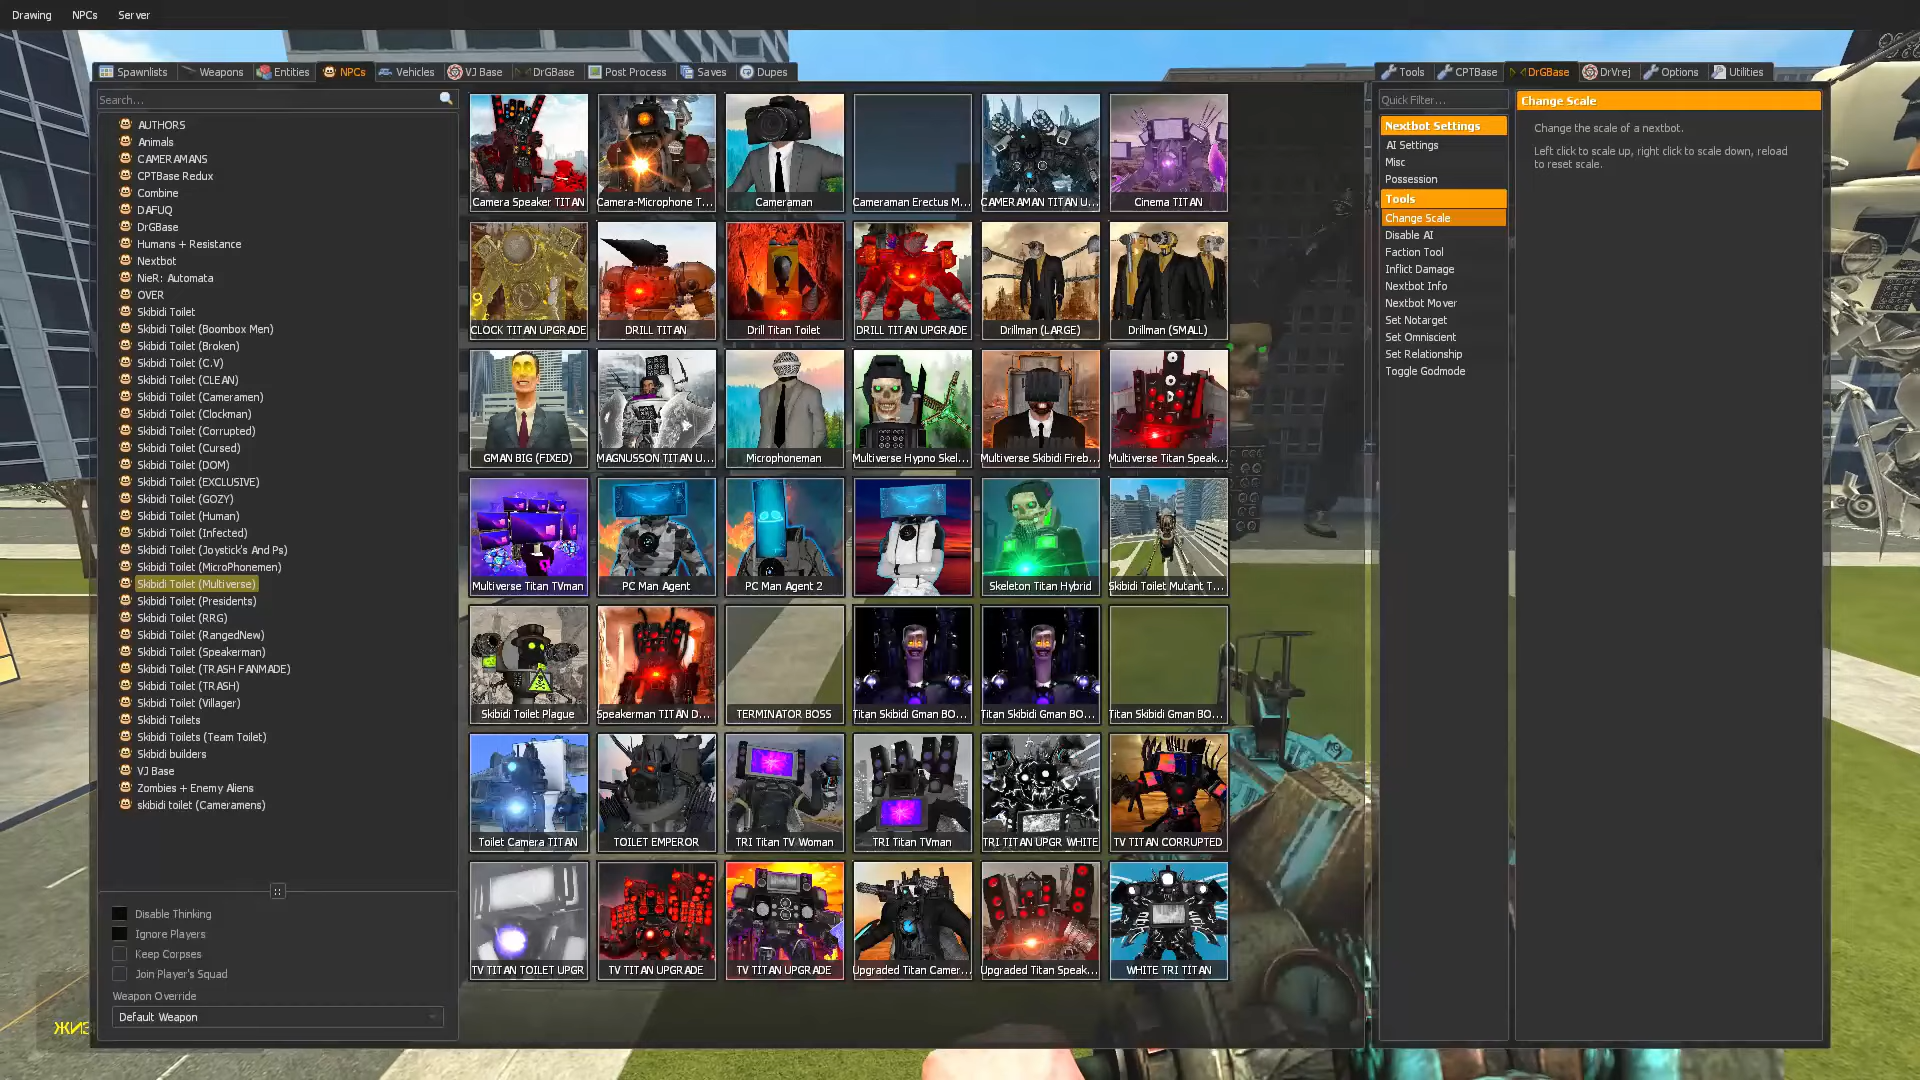 Drawing NPCs Server
Spawnlists Weapons Entities NPCs Vehicles VJ Base DrGBase Post Process Saves Dupes
Tools CPTBase DrGBase DrVrej Options Utilities
Search...
AUTHORS
Animals
CAMERAMANS
CPTBase Redux
Combine
DAFUQ
DrGBase
Humans + Resistance
Nextbot
NieR: Automata
OVER
Skibidi Toilet
Skibidi Toilet (Boombox Men)
Skibidi Toilet (Broken)
Skibidi Toilet (C.V)
Skibidi Toilet (CLEAN)
Skibidi Toilet (Cameramen)
Skibidi Toilet (Clockman)
Skibidi Toilet (Corrupted)
Skibidi Toilet (Cursed)
Skibidi Toilet (DOM)
Skibidi Toilet (EXCLUSIVE)
Skibidi Toilet (GOZY)
Skibidi Toilet (Human)
Skibidi Toilet (Infected)
Skibidi Toilet (Joystick's And Ps)
Skibidi Toilet (MicroPhonemen)
Skibidi Toilet (Multiverse)
Skibidi Toilet (Presidents)
Skibidi Toilet (RRG)
Skibidi Toilet (RangedNew)
Skibidi Toilet (Speakerman)
Skibidi Toilet (TRASH FANMADE)
Skibidi Toilet (TRASH)
Skibidi Toilet (Villager)
Skibidi Toilets
Skibidi Toilets (Team Toilet)
Skibidi builders
VJ Base
Zombies + Enemy Aliens
skibidi toilet (Cameramens)
Disable Thinking
Ignore Players
Keep Corpses
Join Player's Squad
Weapon Override
Default Weapon
ЖИЗ
Camera Speaker TITAN
Camera-Microphone T...
Cameraman
Cameraman Erectus M...
CAMERAMAN TITAN U...
Cinema TITAN
9
CLOCK TITAN UPGRADE
DRILL TITAN
Drill Titan Toilet
DRILL TITAN UPGRADE
Drillman (LARGE)
Drillman (SMALL)
GMAN BIG (FIXED)
MAGNUSSON TITAN U...
Microphoneman
Multiverse Hypno Skel...
Multiverse Skibidi Fireb...
Multiverse Titan Speak...
Multiverse Titan TVman
PC Man Agent
PC Man Agent 2
Skeleton Titan Hybrid
Skibidi Toilet Mutant T...
Skibidi Toilet Plague
Speakerman TITAN D...
TERMINATOR BOSS
Titan Skibidi Gman BO...
Titan Skibidi Gman BO...
Titan Skibidi Gman BO...
Toilet Camera TITAN
TOILET EMPEROR
TRI Titan TV Woman
TRI Titan TVman
TRI TITAN UPGR WHITE
TV TITAN CORRUPTED
TV TITAN TOILET UPGR
TV TITAN UPGRADE
TV TITAN UPGRADE
Upgraded Titan Camer...
Upgraded Titan Speak...
WHITE TRI TITAN
Quick Filter...
Nextbot Settings
AI Settings
Misc
Possession
Tools
Change Scale
Disable AI
Faction Tool
Inflict Damage
Nextbot Info
Nextbot Mover
Set Notarget
Set Omniscient
Set Relationship
Toggle Godmode
Change Scale
Change the scale of a nextbot.
Left click to scale up, right click to scale down, reload
to reset scale.